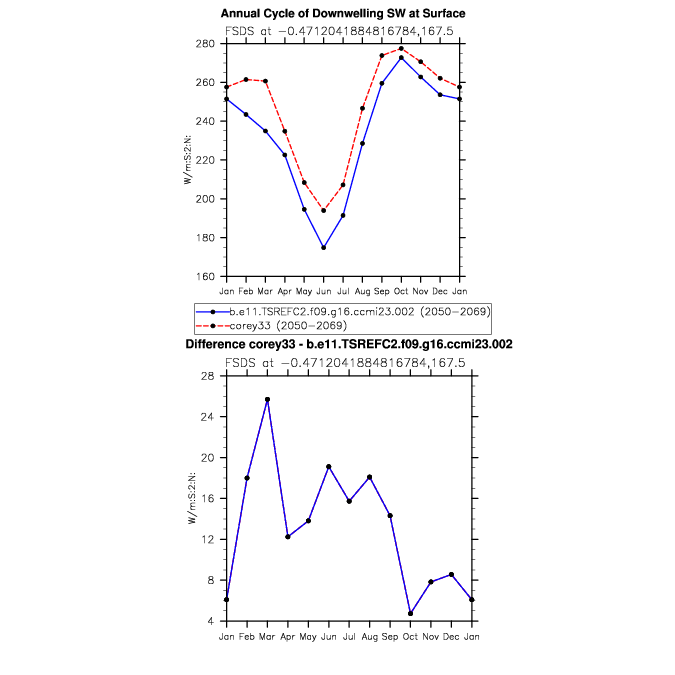 Annual Cycle of Downwelling SW at Surface
FSDS at -0.4712041884816784,167.5
280
260
240
220
200
180
160
W/m:S:2:N:
Jan Feb Mar Apr May Jun Jul Aug Sep Oct Nov Dec Jan
b.e11.TSREFC2.f09.g16.ccmi23.002 (2050-2069)
corey33 (2050-2069)
Difference corey33 - b.e11.TSREFC2.f09.g16.ccmi23.002
FSDS at -0.4712041884816784,167.5
28
24
20
16
12
8
4
W/m:S:2:N:
Jan Feb Mar Apr May Jun Jul Aug Sep Oct Nov Dec Jan